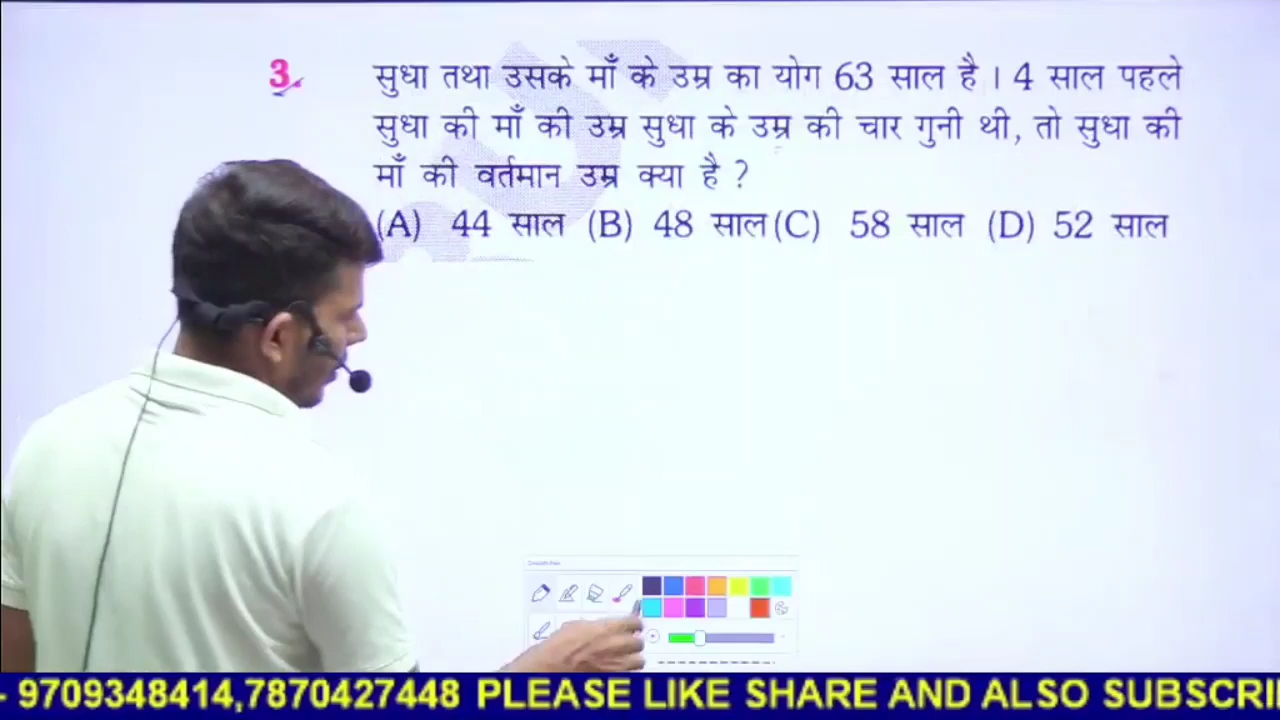 3. सुधा तथा उसके माँ के उम्र का योग 63 साल है । 4 साल पहले
सुधा की माँ की उम्र सुधा के उम्र की चार गुनी थी, तो सुधा की
माँ की वर्तमान उम्र क्या है ?
(A) 44 साल (B) 48 साल (C) 58 साल (D) 52 साल
- 9709348414,7870427448 PLEASE LIKE SHARE AND ALSO SUBSCRI